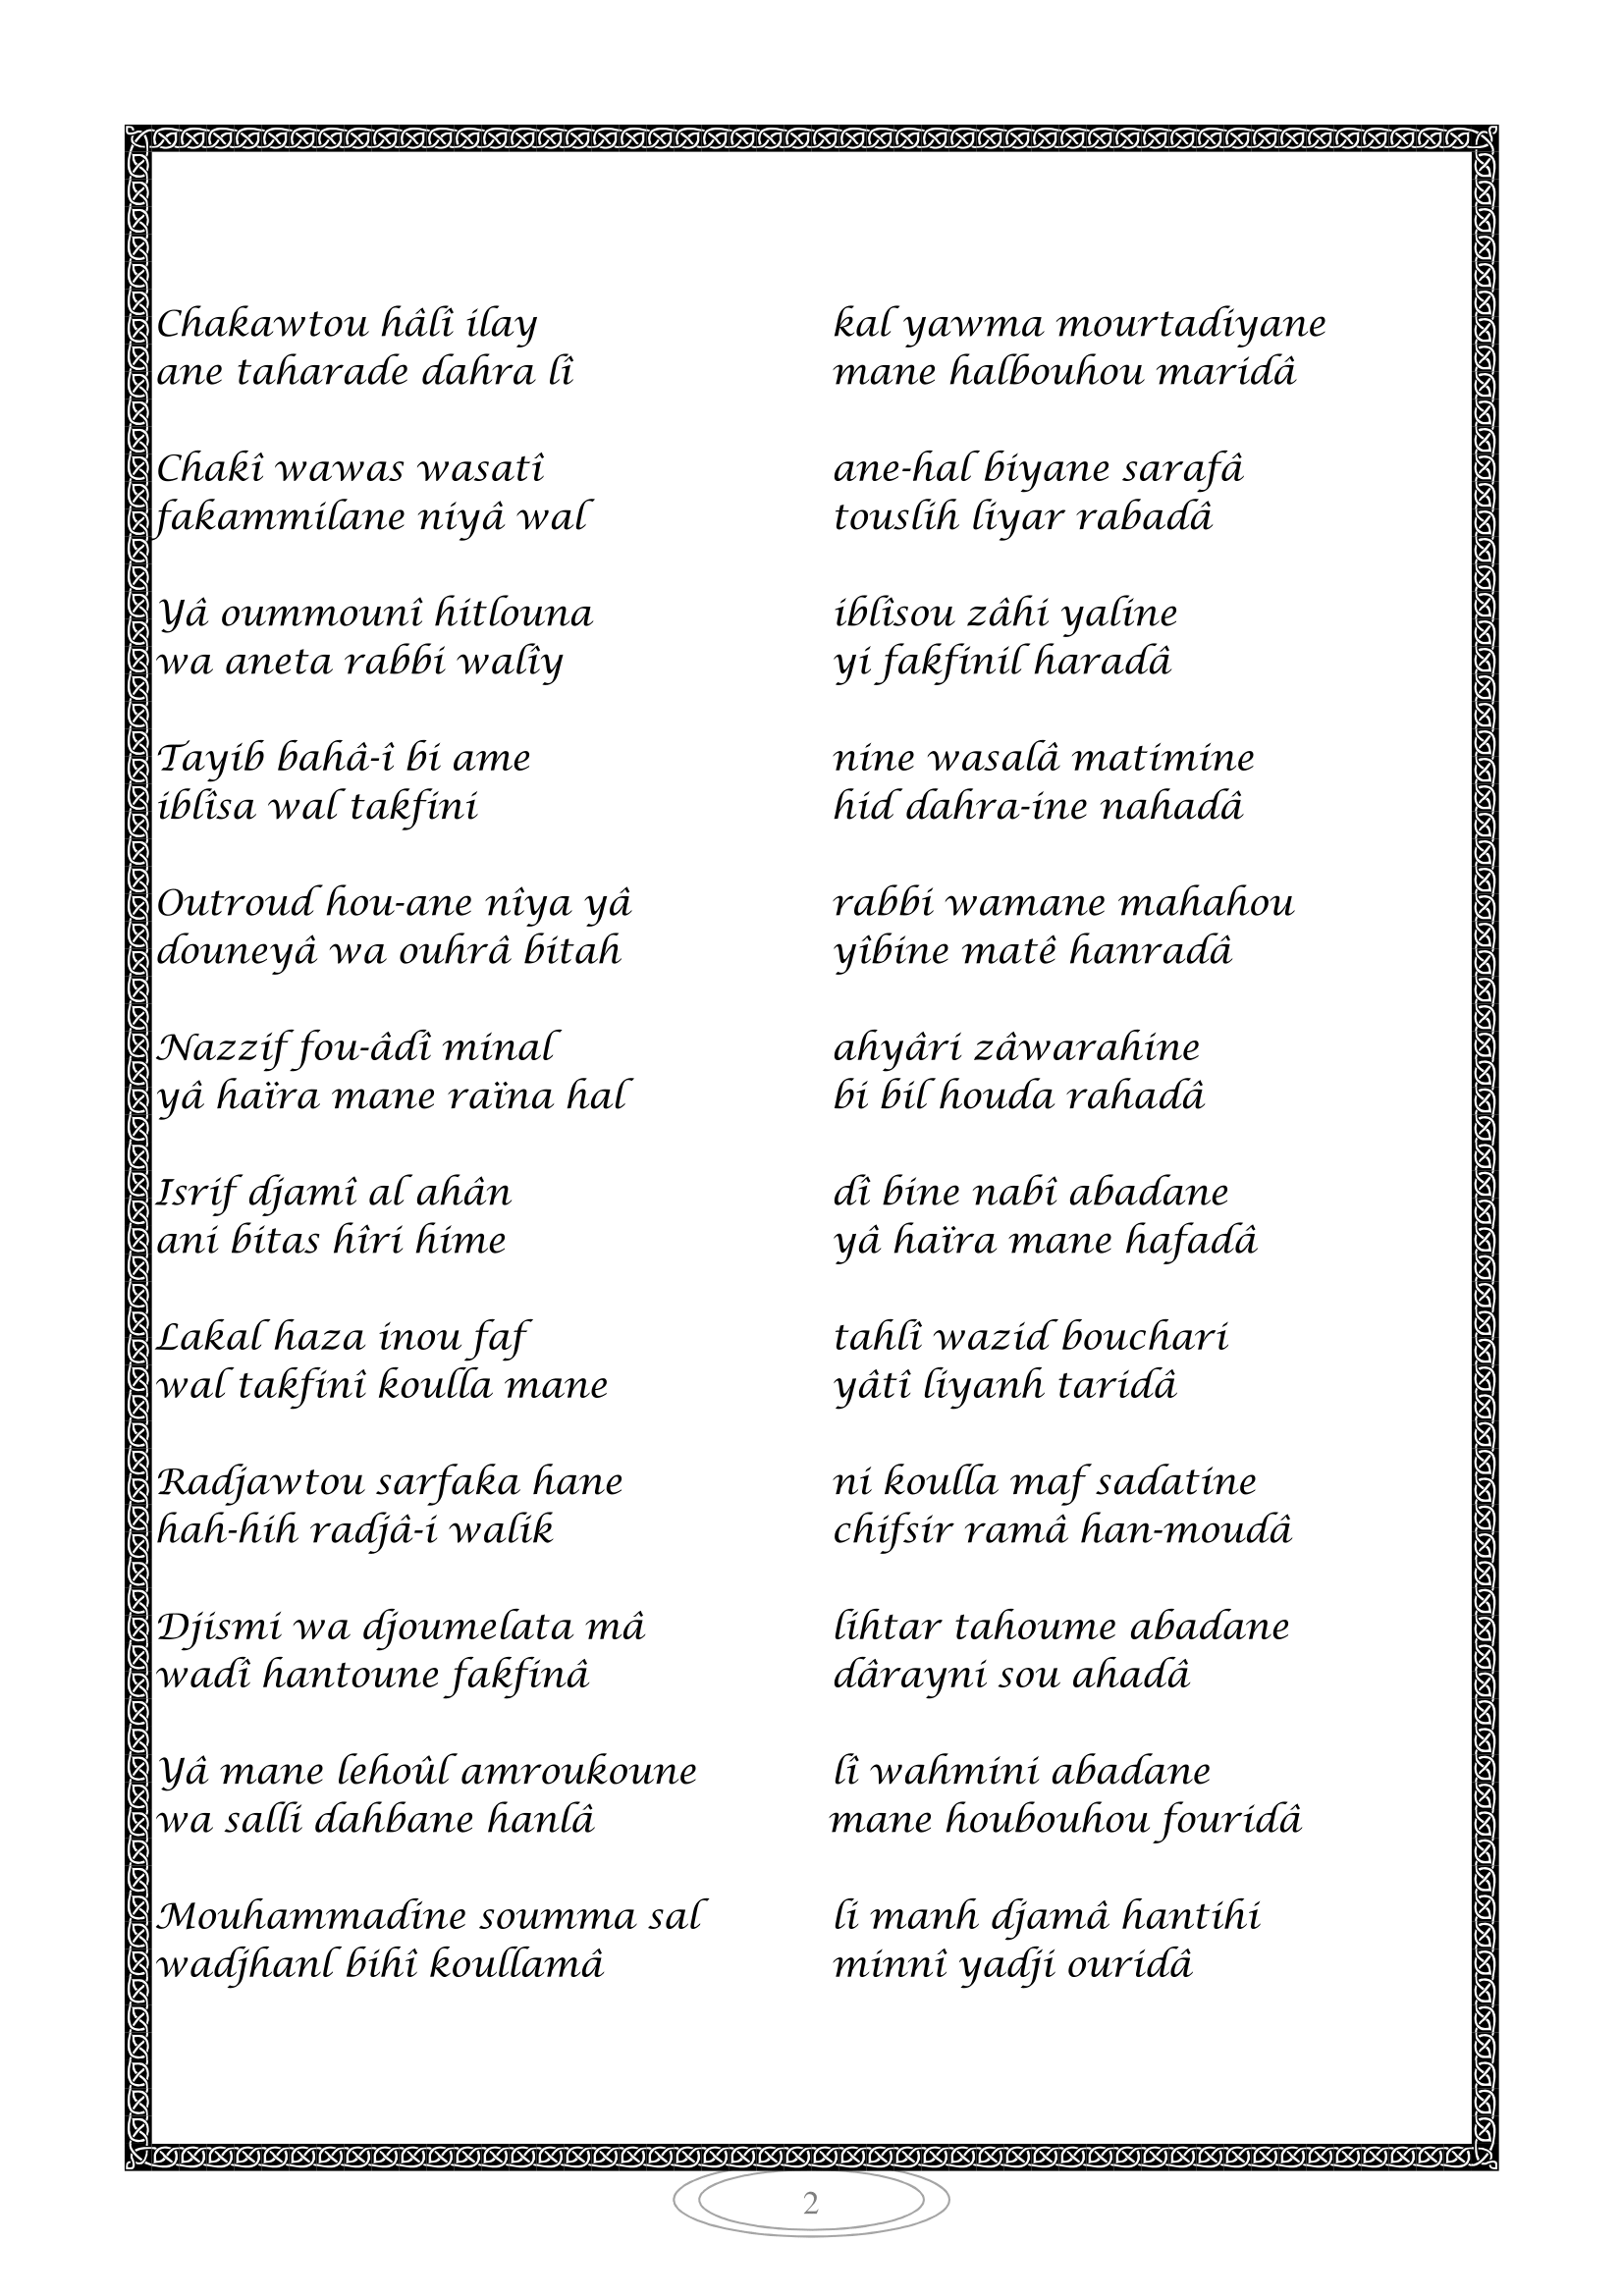 Chakawtou hâlî ilay kal yawma mourtadiyane
ane taharade dahra lî mane halbouhou maridâ
Chakî wawas wasatî ane-hal biyane sarafâ
fakammilane niyâ wal touslih liyar rabadâ
Yâ oummounî hitlouna iblîsou zâhi yaline
wa aneta rabbi walîy yi fakfinil haradâ
Tayib bahâ-î bi ame nine wasalâ matimine
iblîsa wal takfini hid dahra-ine nahadâ
Outroud hou-ane nîya yâ rabbi wamane mahahou
douneyâ wa ouhrâ bitah yîbine matê hanradâ
Nazzif fou-âdî minal ahyâri zâwarahine
yâ haïra mane raïna hal bi bil houda rahadâ
Isrif djamî al ahân dî bine nabî abadane
ani bitas hîri hime yâ haïra mane hafadâ
Lakal haza inou faf tahlî wazid bouchari
wal takfinî koulla mane yâtî liyanh taridâ
Radjawtou sarfaka hane ni koulla maf sadatine
hah-hih radjâ-i walik chifsir ramâ han-moudâ
Djismi wa djoumelata mâ lihtar tahoume abadane
wadî hantoune fakfinâ dârayni sou ahadâ
Yâ mane lehoûl amroukoune lî wahmini abadane
wa salli dahbane hanlâ mane houbouhou fouridâ
Mouhammadine soumma sal li manh djamâ hantihi
wadjhanl bihî koullamâ minnî yadji ouridâ
2